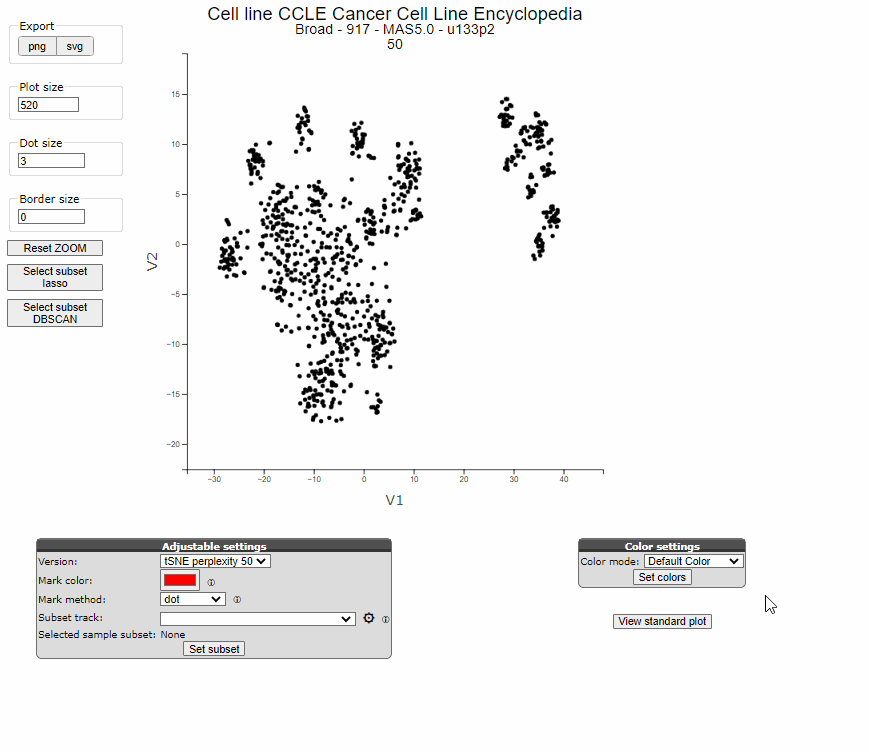 Cell line CCLE Cancer Cell Line Encyclopedia
Broad - 917 - MAS5.0 - u133p2
50
Export
png svg
Plot size
520
Dot size
3
Border size
0
Reset ZOOM
Select subset
lasso
Select subset
DBSCAN
15
10
5
0
−5
−10
−15
−20
V2
−30 −20 −10 0 10 20 30 40
V1
Adjustable settings
Version: tSNE perplexity 50
Mark color:
Mark method: dot
Subset track:
Selected sample subset: None
Set subset
Color settings
Color mode: Default Color
Set colors
View standard plot